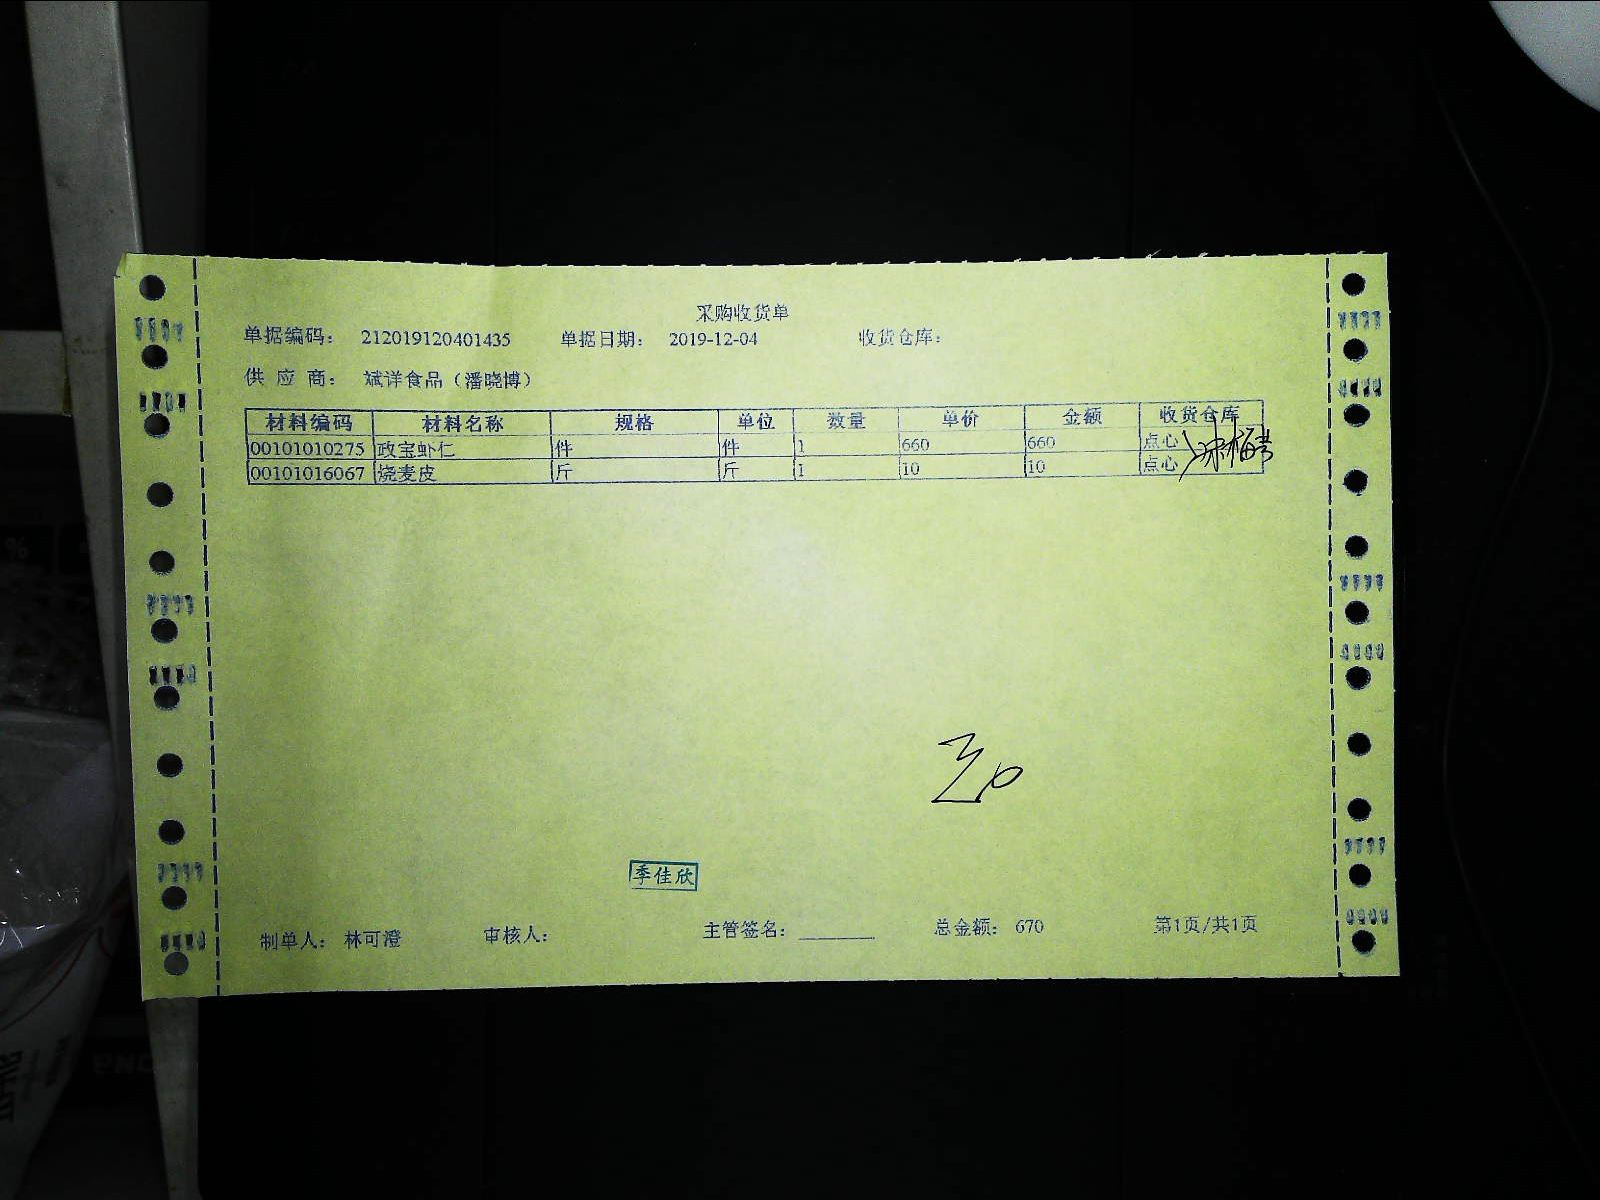 采购收货单
单据编码： 212019120401435 单据日期： 2019-12-04 收货仓库：
供应商： 斌洋食品（潘晓博）
材料编码 材料名称 规格 单位 数量 单价 金额 收货仓库
00101010275 政宝虾仁 件 件 1 660 660 点心
00101016067 烧麦皮 斤 斤 1 10 10 点心
季佳欣
制单人： 林可澄 审核人： 主管签名： 总金额： 670 第1页/共1页